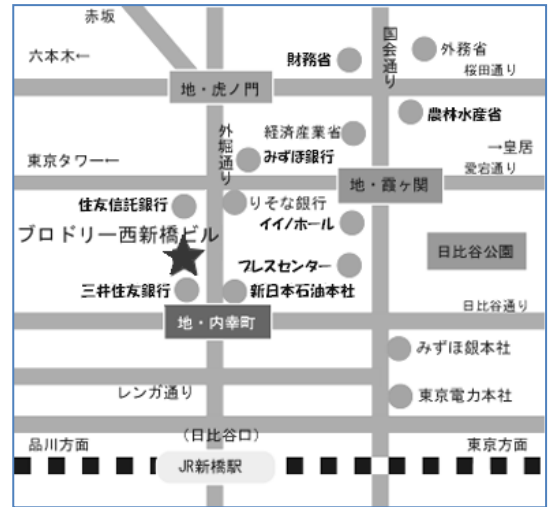 赤坂
六本木←
財務省
国会通り
外務省
桜田通り
地・虎ノ門
農林水産省
外堀通り
経済産業省
みずほ銀行
→皇居
東京タワー←
愛宕通り
地・霞ヶ関
住友信託銀行
りそな銀行
イイノホール
ブロドリー西新橋ビル
日比谷公園
プレスセンター
三井住友銀行
新日本石油本社
日比谷通り
地・内幸町
みずほ銀本社
レンガ通り
東京電力本社
(日比谷口)
品川方面
東京方面
JR新橋駅